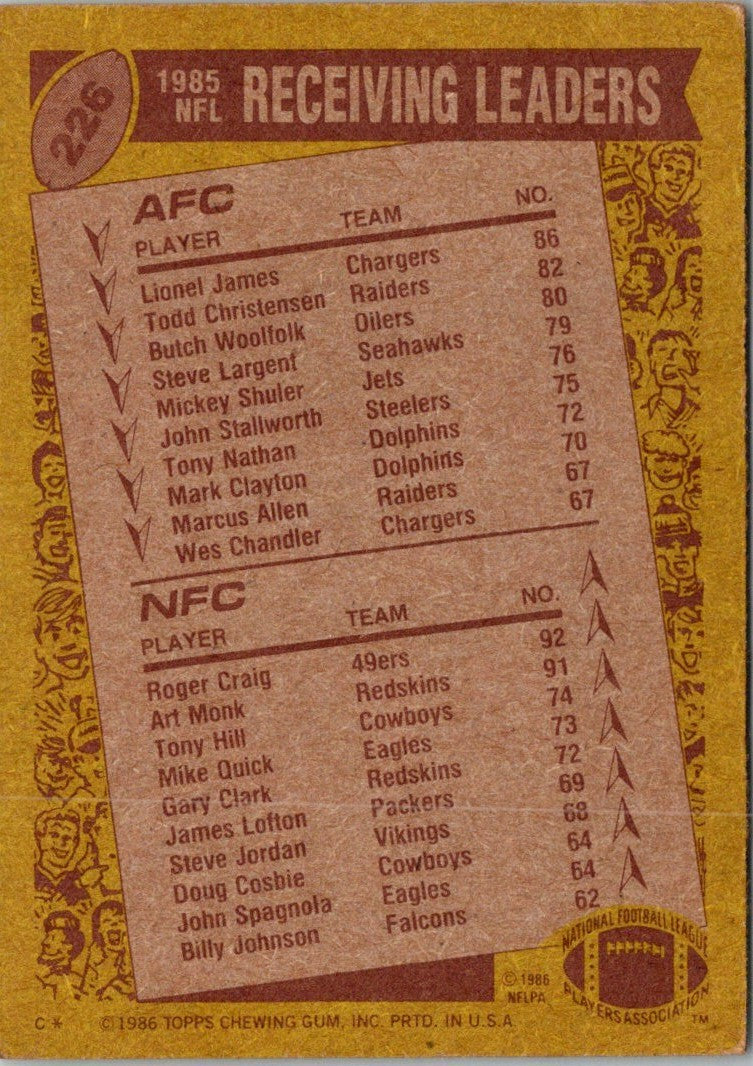 226
1985 NFL RECEIVING LEADERS
AFC
PLAYER TEAM NO.
Lionel James Chargers 86
Todd Christensen Raiders 82
Butch Woolfolk Oilers 80
Steve Largent Seahawks 79
Mickey Shuler Jets 76
John Stallworth Steelers 75
Tony Nathan Dolphins 72
Mark Clayton Dolphins 70
Marcus Allen Raiders 67
Wes Chandler Chargers 67
NFC
PLAYER TEAM NO.
Roger Craig 49ers 92
Art Monk Redskins 91
Tony Hill Cowboys 74
Mike Quick Eagles 73
Gary Clark Redskins 72
James Lofton Packers 69
Steve Jordan Vikings 68
Doug Cosbie Cowboys 64
John Spagnola Eagles 64
Billy Johnson Falcons 62
NATIONAL FOOTBALL LEAGUE
PLAYERS ASSOCIATION
TM
© 1986
NFLPA
C* © 1986 TOPPS CHEWING GUM, INC. PRTD. IN U.S.A.